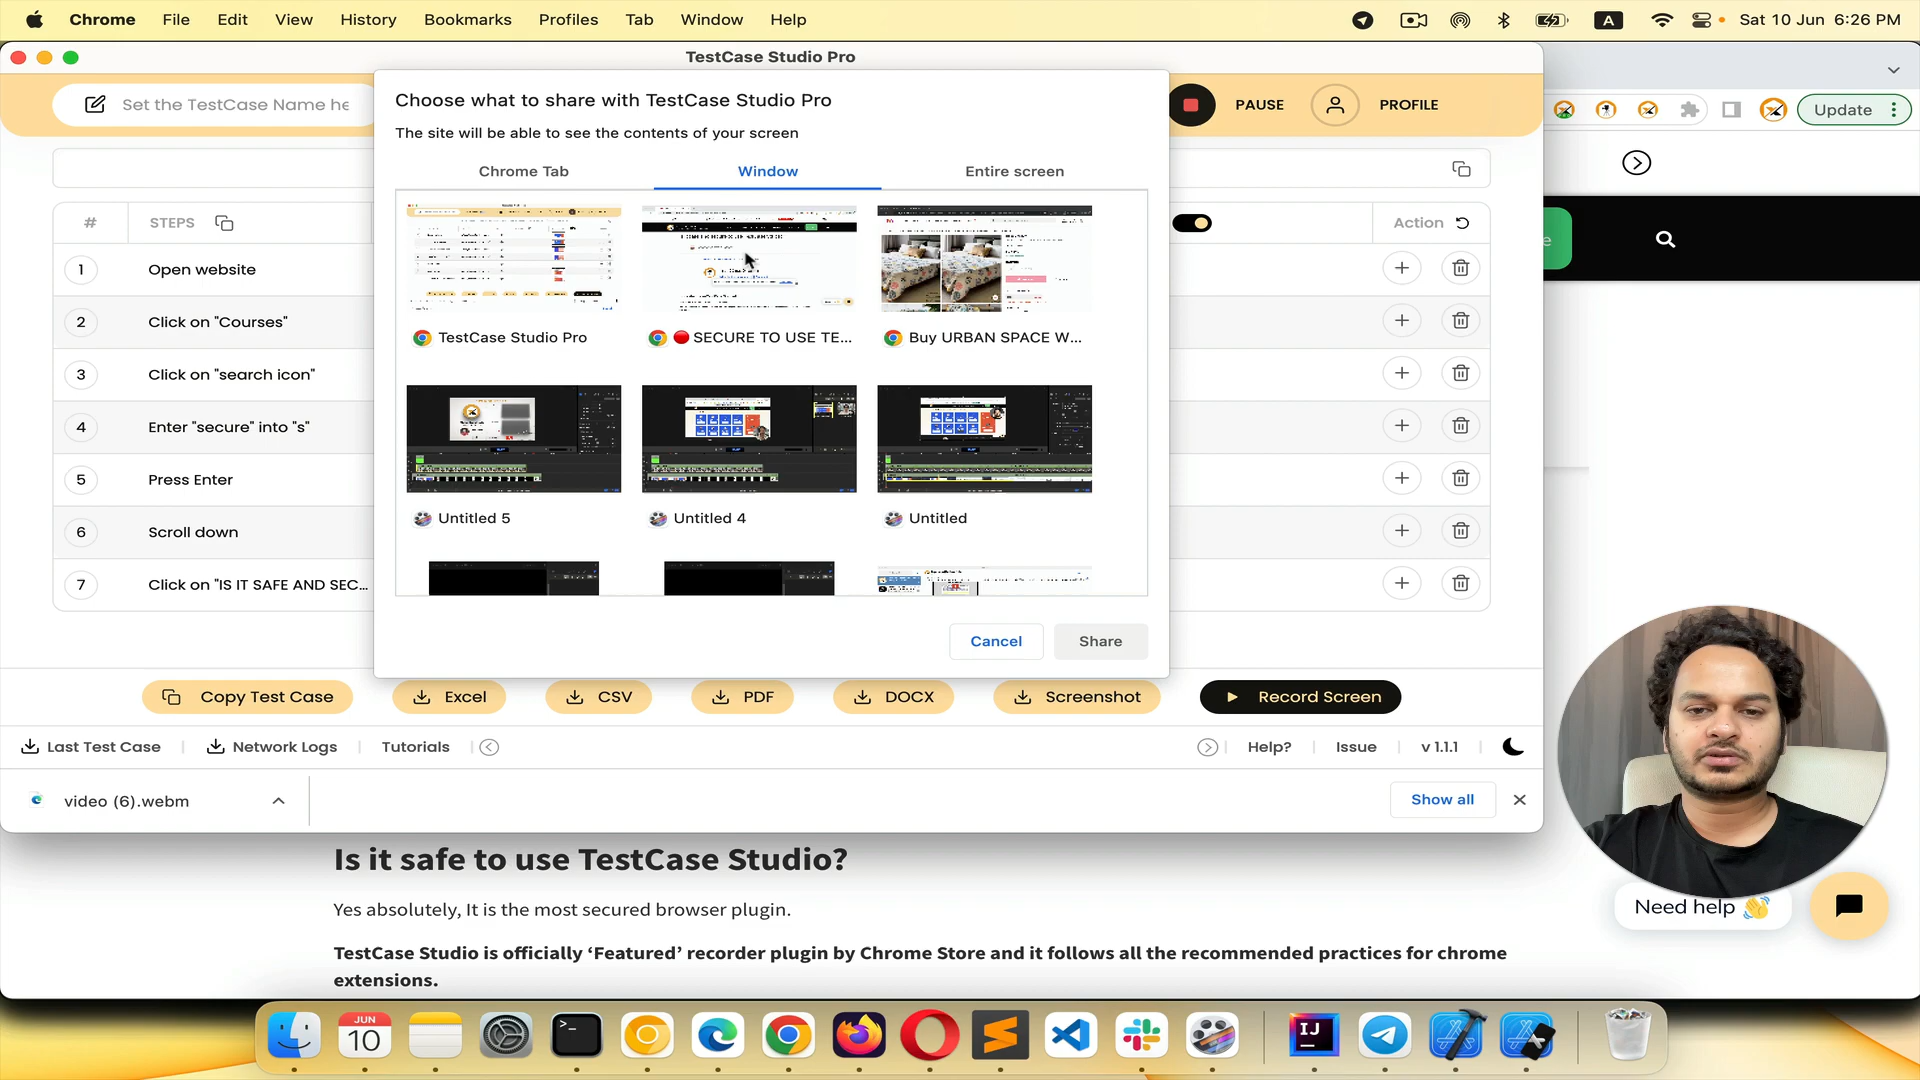 Chrome File Edit View History Bookmarks Profiles Tab Window Help A Sat 10 Jun 6:26 PM
TestCase Studio Pro
Set the TestCase Name he
PAUSE
PROFILE
Update
Choose what to share with TestCase Studio Pro
The site will be able to see the contents of your screen
Chrome Tab
Window
Entire screen
TestCase Studio Pro
SECURE TO USE TE...
Buy URBAN SPACE W...
Untitled 5
Untitled 4
Untitled
Cancel
Share
# STEPS
Action
1 Open website
2 Click on "Courses"
3 Click on "search icon"
4 Enter "secure" into "s"
5 Press Enter
6 Scroll down
7 Click on "IS IT SAFE AND SEC...
e
Copy Test Case
Excel
CSV
PDF
DOCX
Screenshot
Record Screen
Last Test Case
Network Logs
Tutorials
Help?
Issue
v 1.1.1
video (6).webm
Show all
Is it safe to use TestCase Studio?
Yes absolutely, It is the most secured browser plugin.
TestCase Studio is officially ‘Featured’ recorder plugin by Chrome Store and it follows all the recommended practices for chrome
extensions.
Need help 👋
JUN
10
IJ